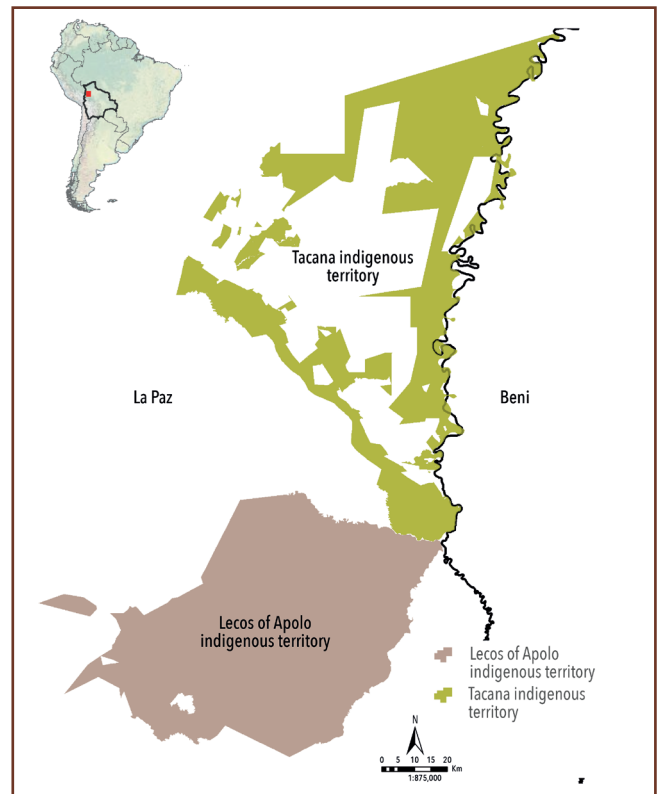 Tacana indigenous
territory
La Paz
Beni
Lecos of Apolo
indigenous territory
Lecos of Apolo
indigenous territory
Tacana indigenous
territory
N
0 5 10 15 20
Km
1:875,000